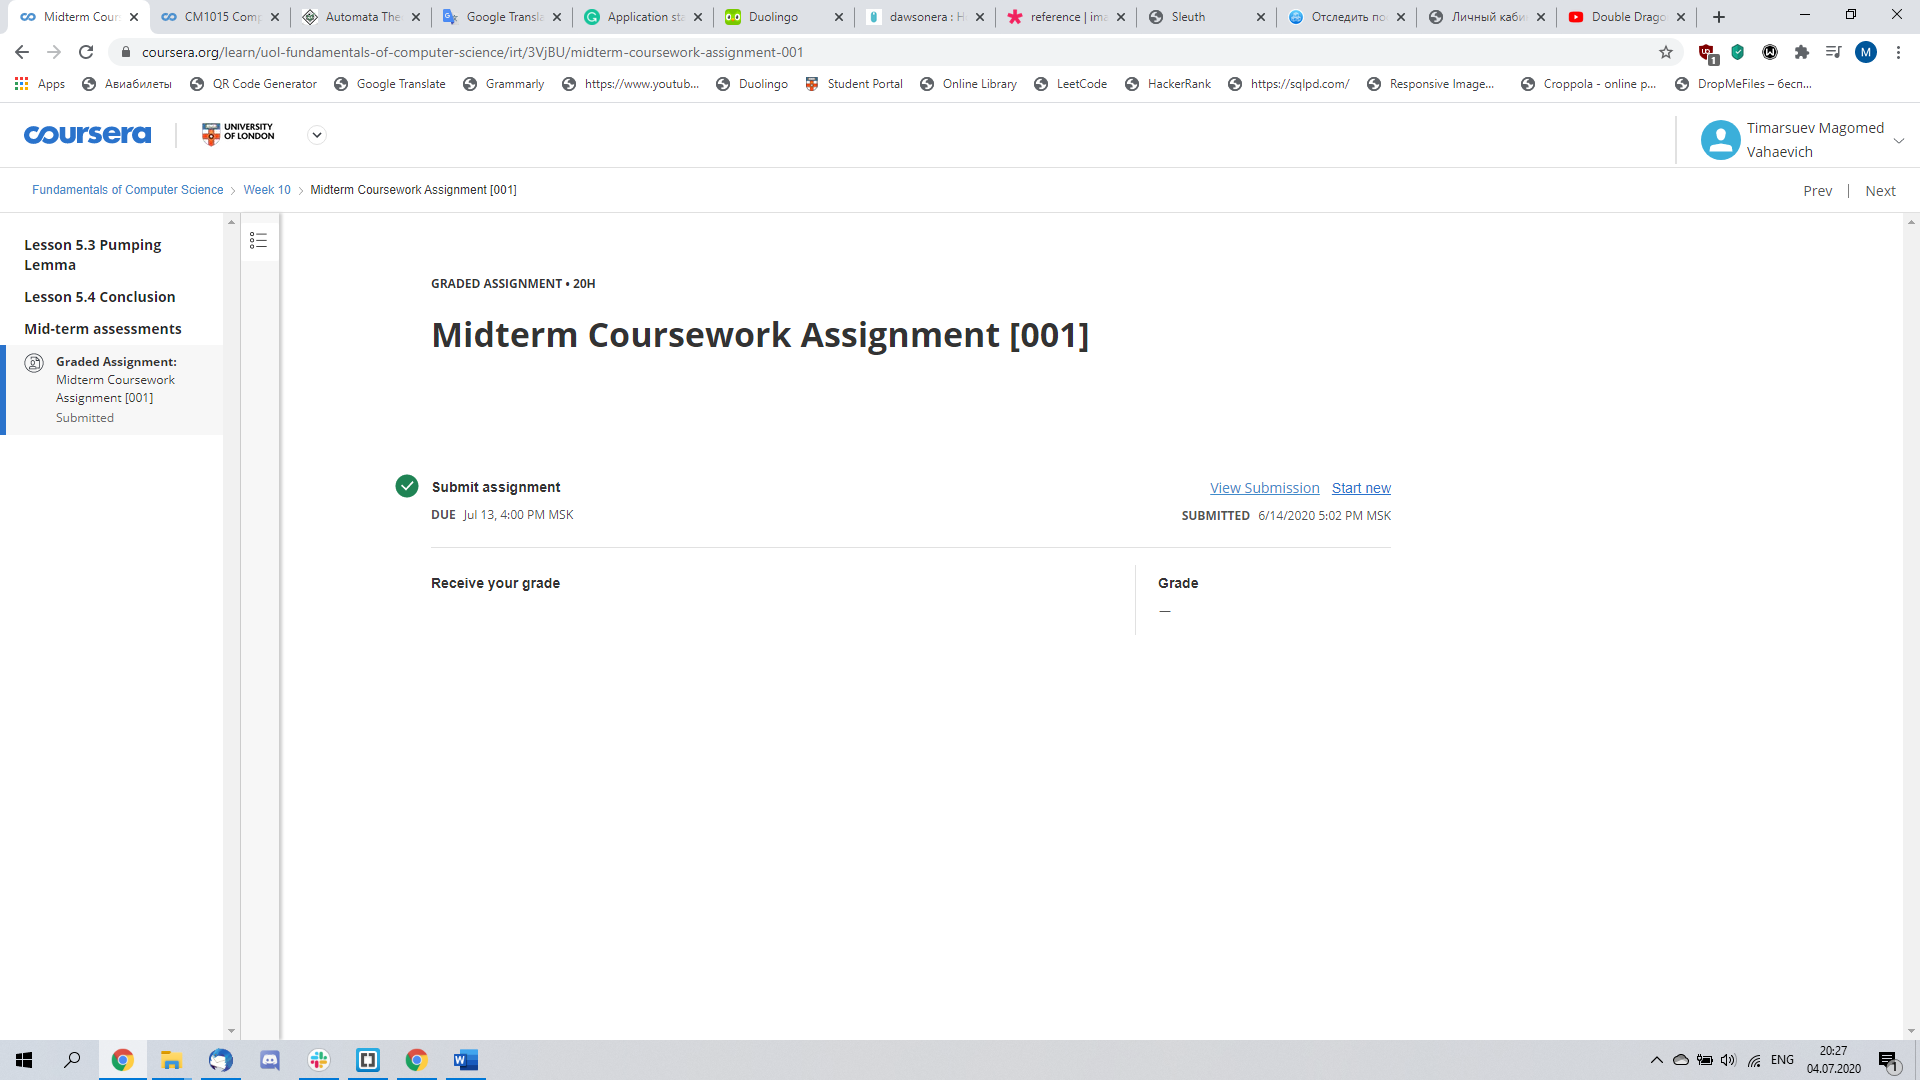 Midterm Cour
CM1015 Comp
Automata The
Google Transla
Application sta
Duolingo
dawsonera : H
reference | ima
Sleuth
Отследить по
Личный каби
Double Drago
coursera.org/learn/uol-fundamentals-of-computer-science/irt/3VjBU/midterm-coursework-assignment-001
1
M
Apps
Авиабилеты
QR Code Generator
Google Translate
Grammarly
https://www.youtub...
Duolingo
Student Portal
Online Library
LeetCode
HackerRank
https://sqlpd.com/
Responsive Image...
Croppola - online p...
DropMeFiles – бесп...
coursera
UNIVERSITY
OF LONDON
Timarsuev Magomed
Vahaevich
Fundamentals of Computer Science > Week 10 > Midterm Coursework Assignment [001]
Prev | Next
Lesson 5.3 Pumping
Lemma
Lesson 5.4 Conclusion
Mid-term assessments
Graded Assignment:
Midterm Coursework
Assignment [001]
Submitted
GRADED ASSIGNMENT • 20H
Midterm Coursework Assignment [001]
Submit assignment
View Submission Start new
DUE Jul 13, 4:00 PM MSK
SUBMITTED 6/14/2020 5:02 PM MSK
Receive your grade
Grade
—
ENG
20:27
04.07.2020
1